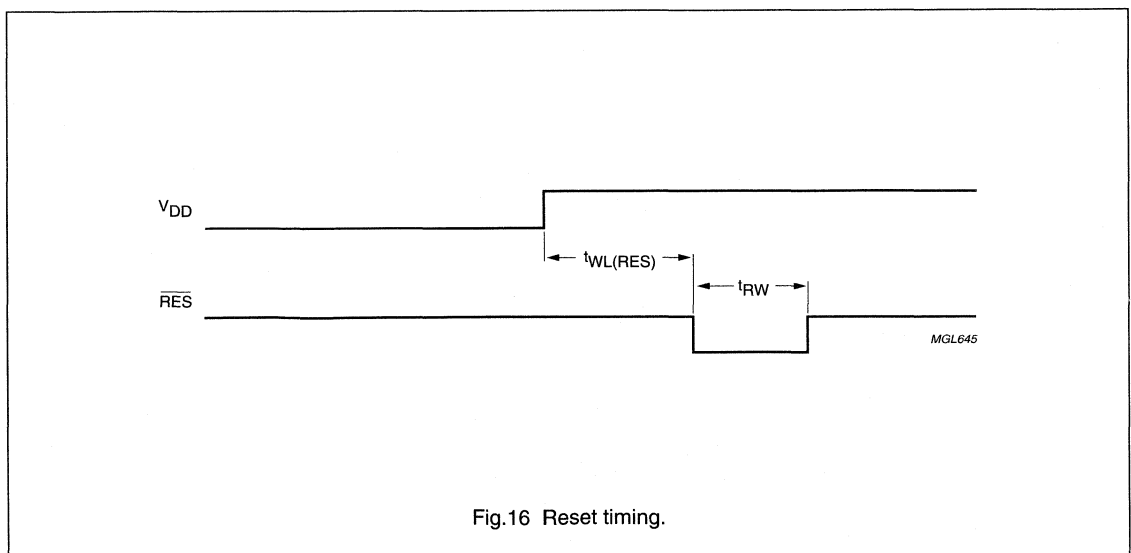 VDD
tWL(RES)
tRW
RES
MGL645
Fig.16 Reset timing.